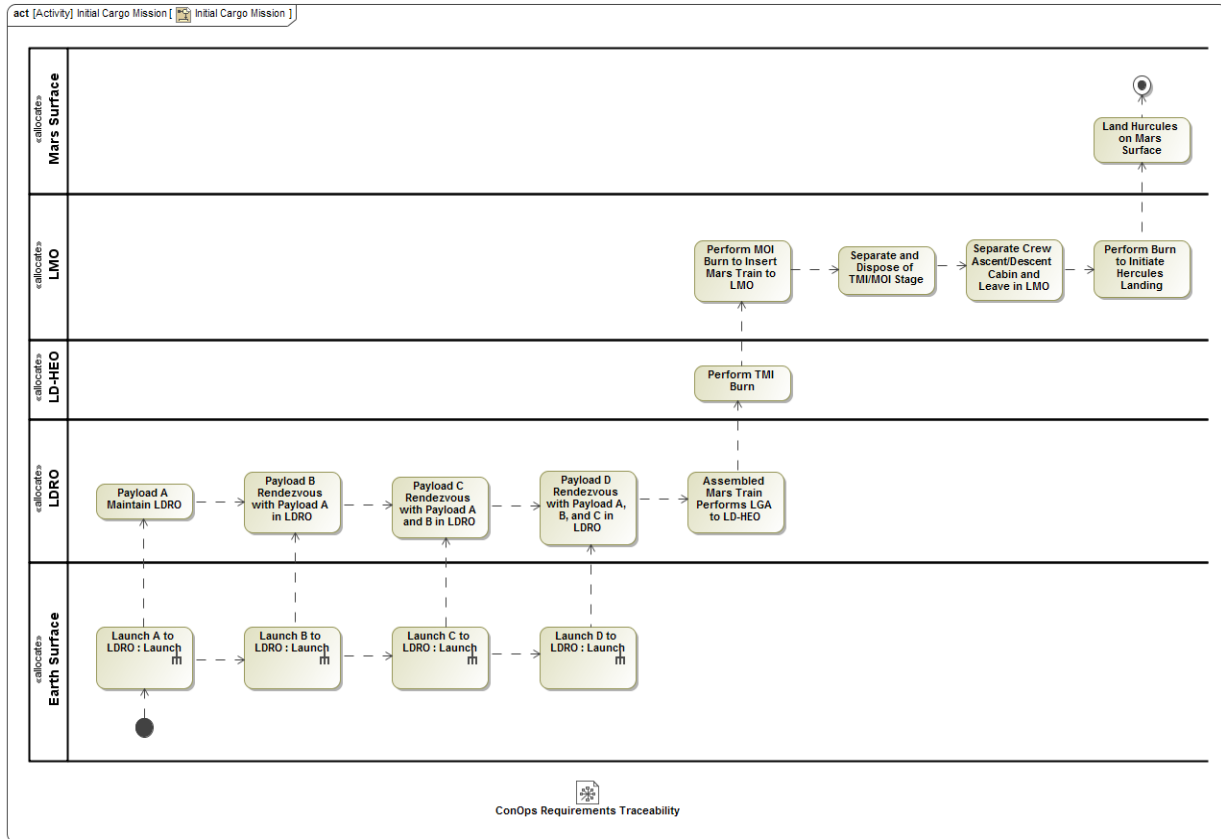 act [Activity] Initial Cargo Mission [ Initial Cargo Mission ]
«allocate»
Mars Surface
Land Hurcules
on Mars
Surface
«allocate»
LMO
Perform MOI
Burn to Insert
Mars Train to
LMO
Separate and
Dispose of
TMI/MOI Stage
Separate Crew
Ascent/Descent
Cabin and
Leave in LMO
Perform Burn
to Initiate
Hercules
Landing
«allocate»
LD-HEO
Perform TMI
Burn
«allocate»
LDRO
Payload A
Maintain LDRO
Payload B
Rendezvous
with Payload A
in LDRO
Payload C
Rendezvous
with Payload A
and B in LDRO
Payload D
Rendezvous
with Payload A,
B, and C in
LDRO
Assembled
Mars Train
Performs LGA
to LD-HEO
«allocate»
Earth Surface
Launch A to
LDRO : Launch
Launch B to
LDRO : Launch
Launch C to
LDRO : Launch
Launch D to
LDRO : Launch
ConOps Requirements Traceability